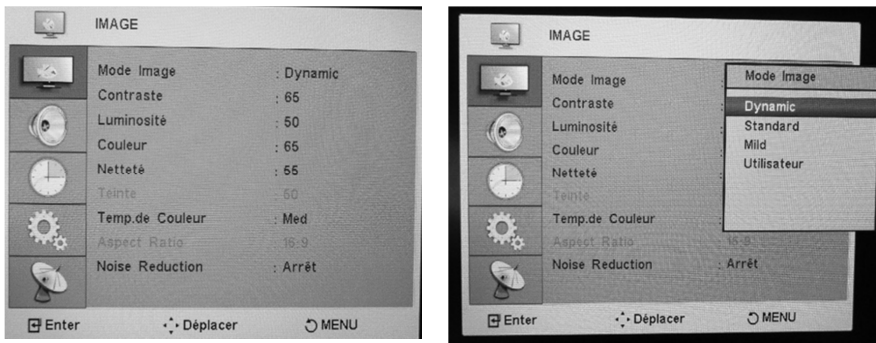 IMAGE
Mode Image : Dynamic
Contraste : 65
Luminosité : 50
Couleur : 65
Netteté : 55
Teinte : 50
Temp.de Couleur : Med
Aspect Ratio : 16:9
Noise Reduction : Arrêt
Enter Déplacer MENU
IMAGE
Mode Image :
Contraste
Luminosité
Couleur
Netteté :
Teinte
Temp.de Couleur :
Aspect Ratio : 16:9
Noise Reduction : Arrêt
Mode Image
Dynamic
Standard
Mild
Utilisateur
Enter Déplacer MENU